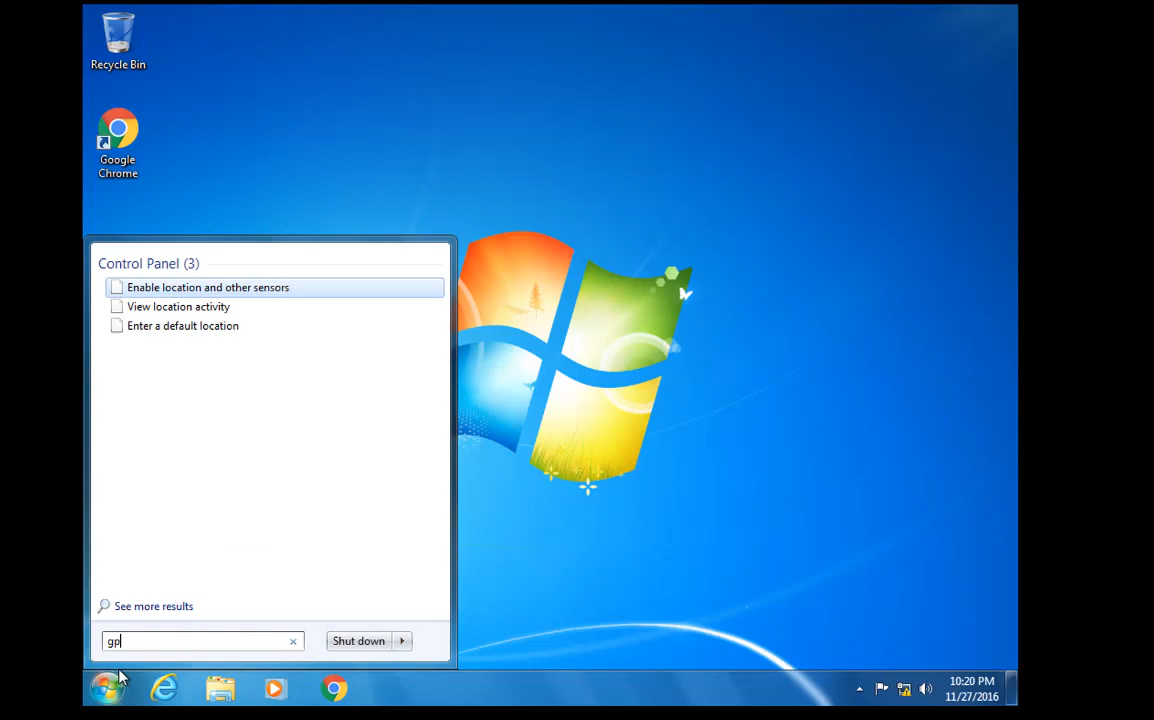 Recycle Bin
Google
Chrome
Control Panel (3)
Enable location and other sensors
View location activity
Enter a default location
See more results
gp
Shut down
10:20 PM
11/27/2016